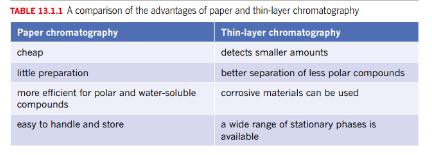 TABLE 13.1.1 A comparison of the advantages of paper and thin-layer chromatography
Paper chromatography Thin-layer chromatography
cheap detects smaller amounts
little preparation better separation of less polar compounds
more efficient for polar and water-soluble corrosive materials can be used
compounds
easy to handle and store a wide range of stationary phases is
available